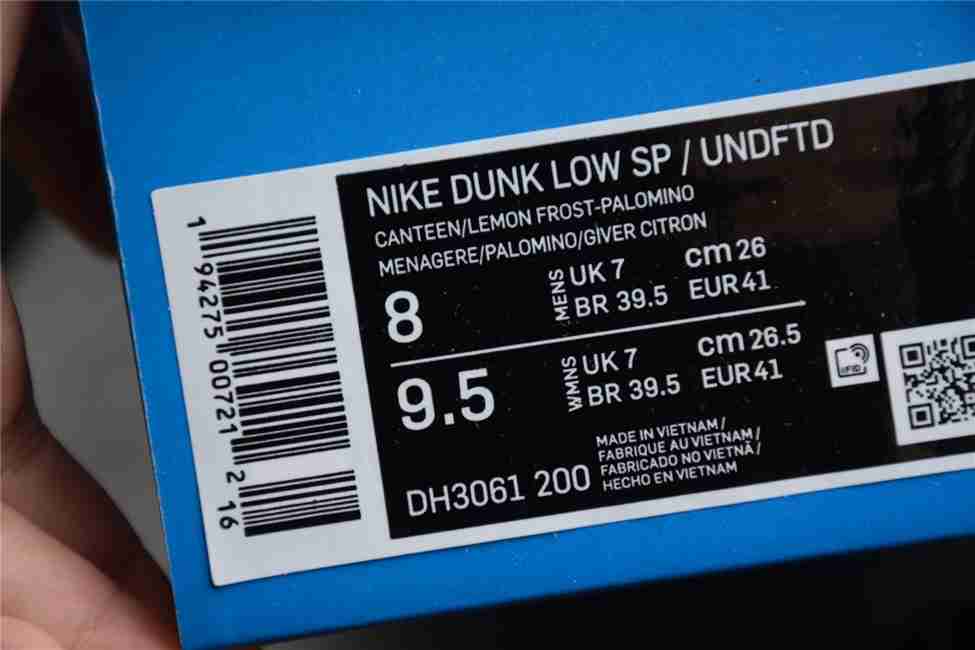 NIKE DUNK LOW SP / UNDFTD
CANTEEN/LEMON FROST-PALOMINO
MENAGERE/PALOMINO/GIVER CITRON
8 MENS UK 7 cm 26
BR 39.5 EUR 41
9.5 WMNS UK 7 cm 26.5
BR 39.5 EUR 41
DH3061 200
MADE IN VIETNAM /
FABRIQUE AU VIETNAM /
FABRICADO NO VIETNÃ /
HECHO EN VIETNAM
1 94275 00721 2 16
RFID